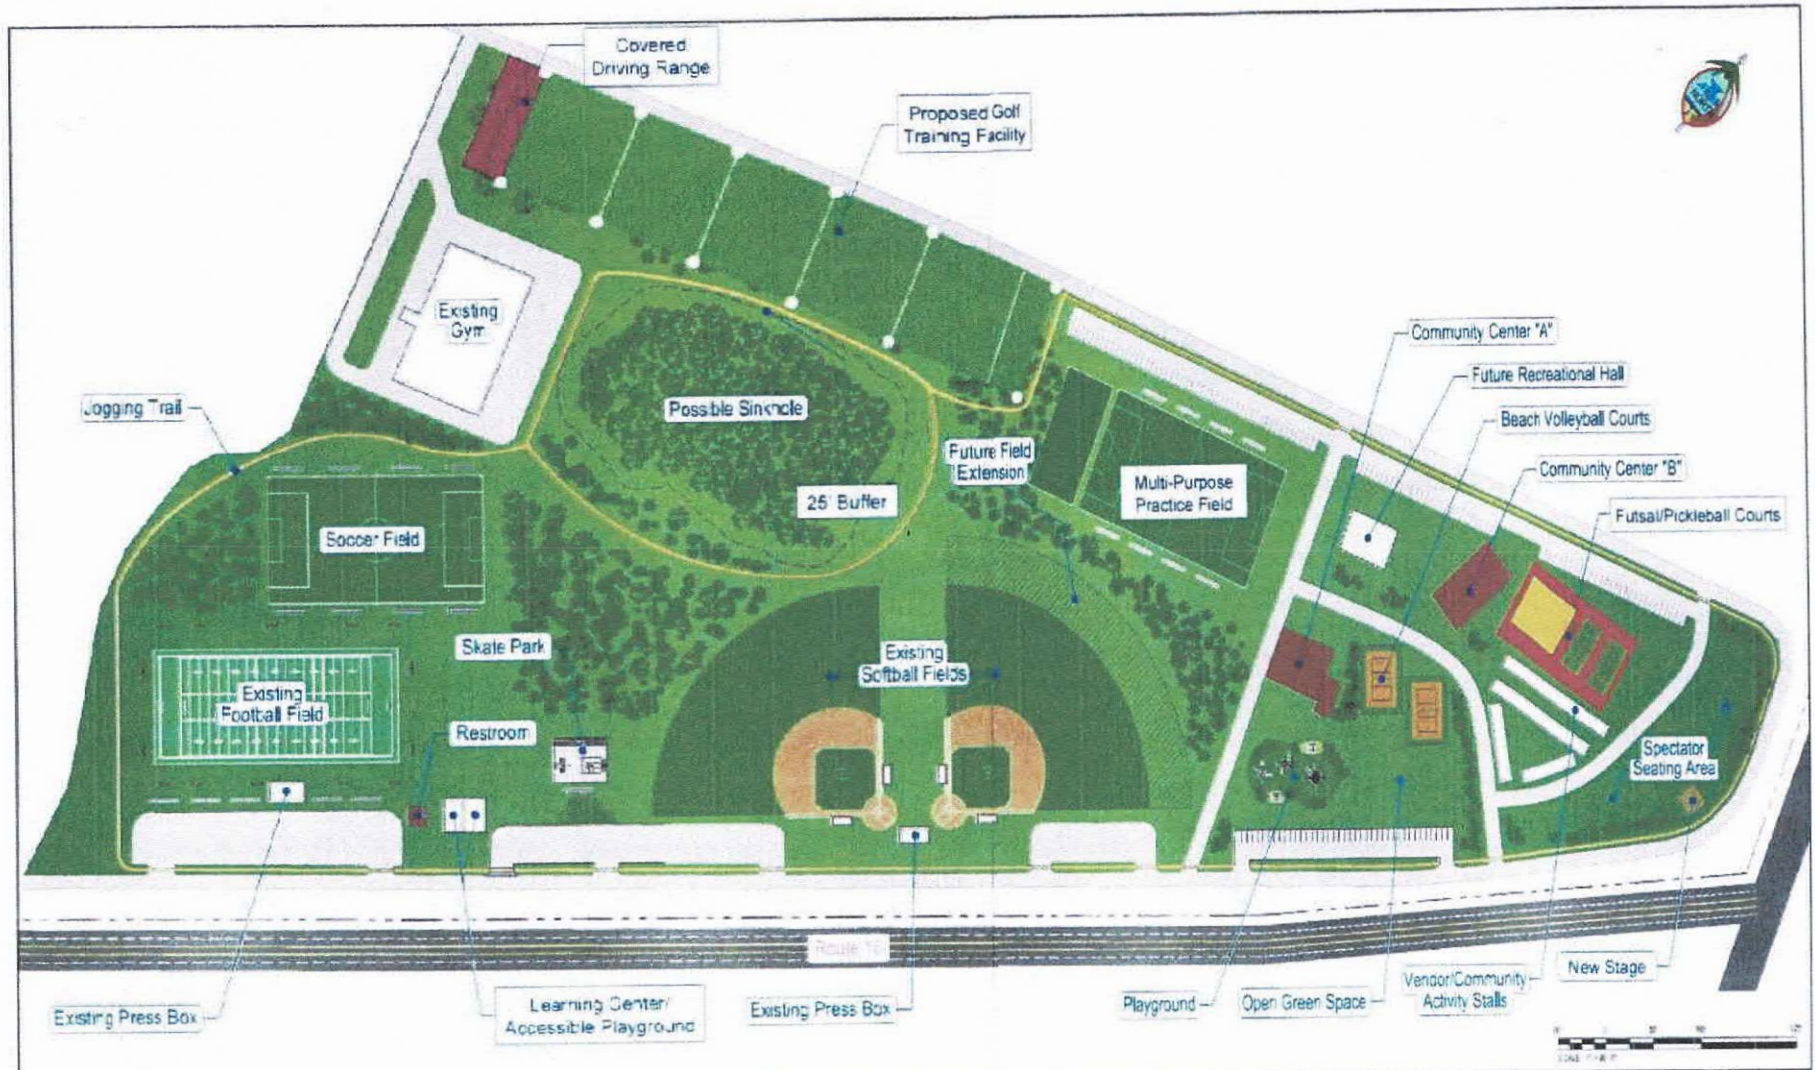 Covered
Driving Range
Proposed Golf
Training Facility
Existing
Gym
Community Center "A"
Future Recreational Hall
Jogging Trail
Possible Sinkhole
Beach Volleyball Courts
Future Field
Extension
Community Center "B"
Multi-Purpose
Practice Field
25' Buffer
Futsal/Pickleball Courts
Soccer Field
Skate Park
Existing
Softball Fields
Existing
Football Field
Restroom
Spectator
Seating Area
Existing Press Box
Learning Center/
Accessible Playground
Existing Press Box
Playground
Open Green Space
Vendor/Community
Activity Stalls
New Stage